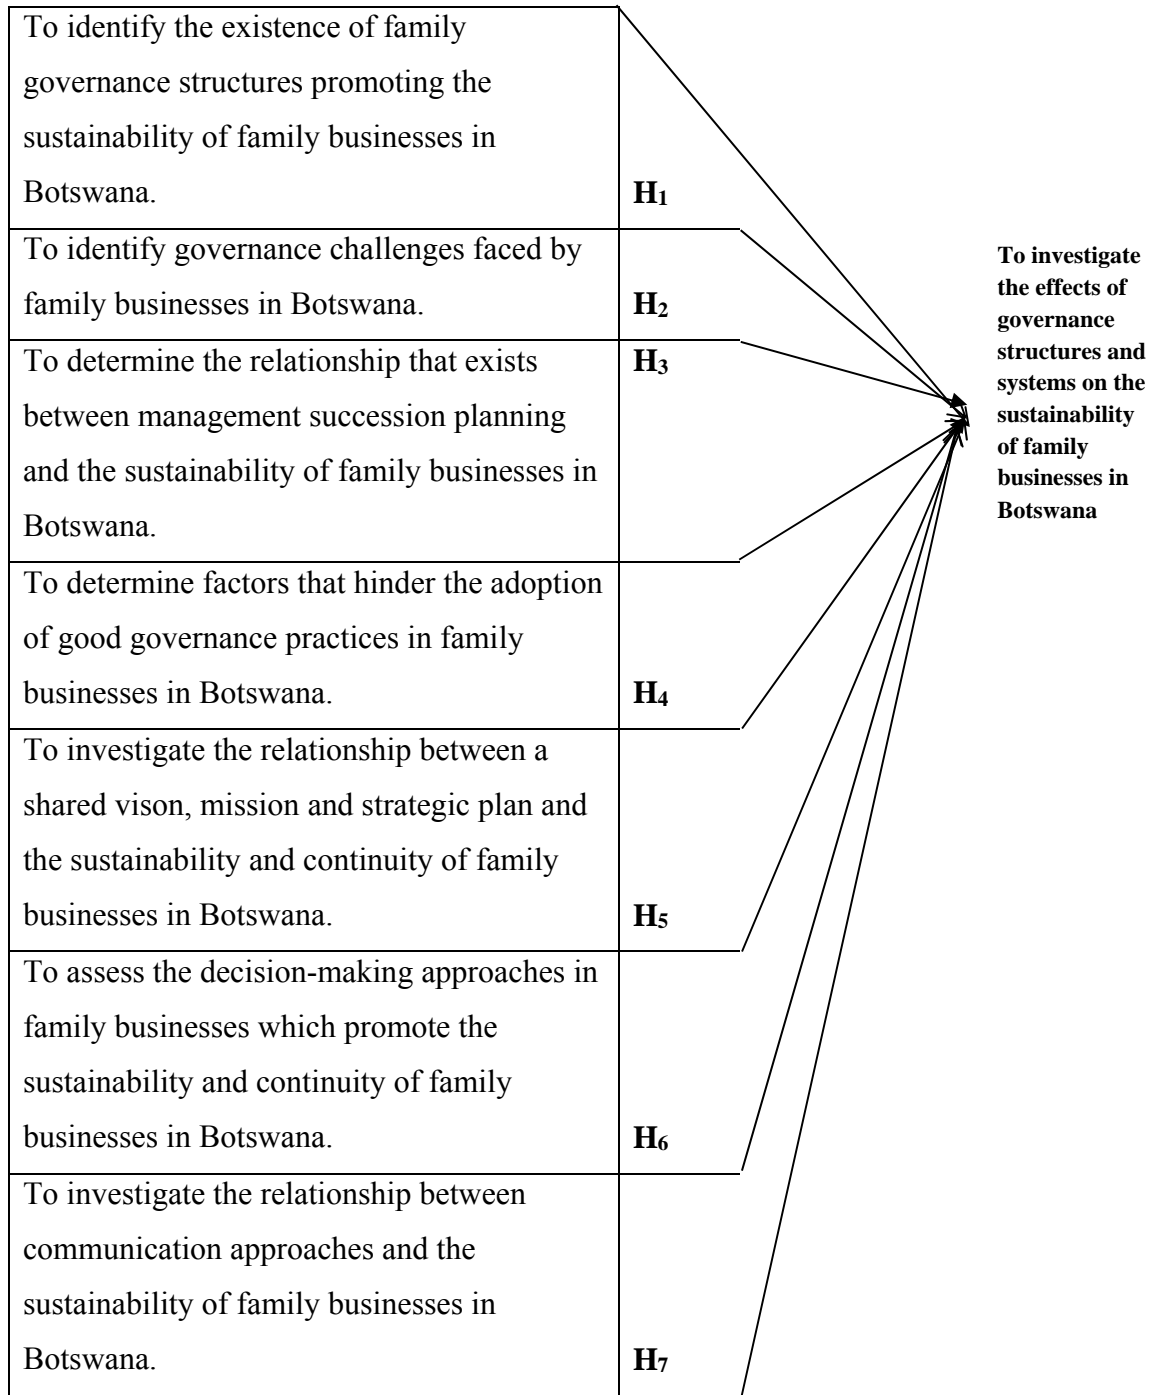 To identify the existence of family
governance structures promoting the
sustainability of family businesses in
Botswana.
H1
To identify governance challenges faced by
family businesses in Botswana.
H2
To determine the relationship that exists
between management succession planning
and the sustainability of family businesses in
Botswana.
H3
To determine factors that hinder the adoption
of good governance practices in family
businesses in Botswana.
H4
To investigate the relationship between a
shared vison, mission and strategic plan and
the sustainability and continuity of family
businesses in Botswana.
H5
To assess the decision-making approaches in
family businesses which promote the
sustainability and continuity of family
businesses in Botswana.
H6
To investigate the relationship between
communication approaches and the
sustainability of family businesses in
Botswana.
H7
To investigate
the effects of
governance
structures and
systems on the
sustainability
of family
businesses in
Botswana